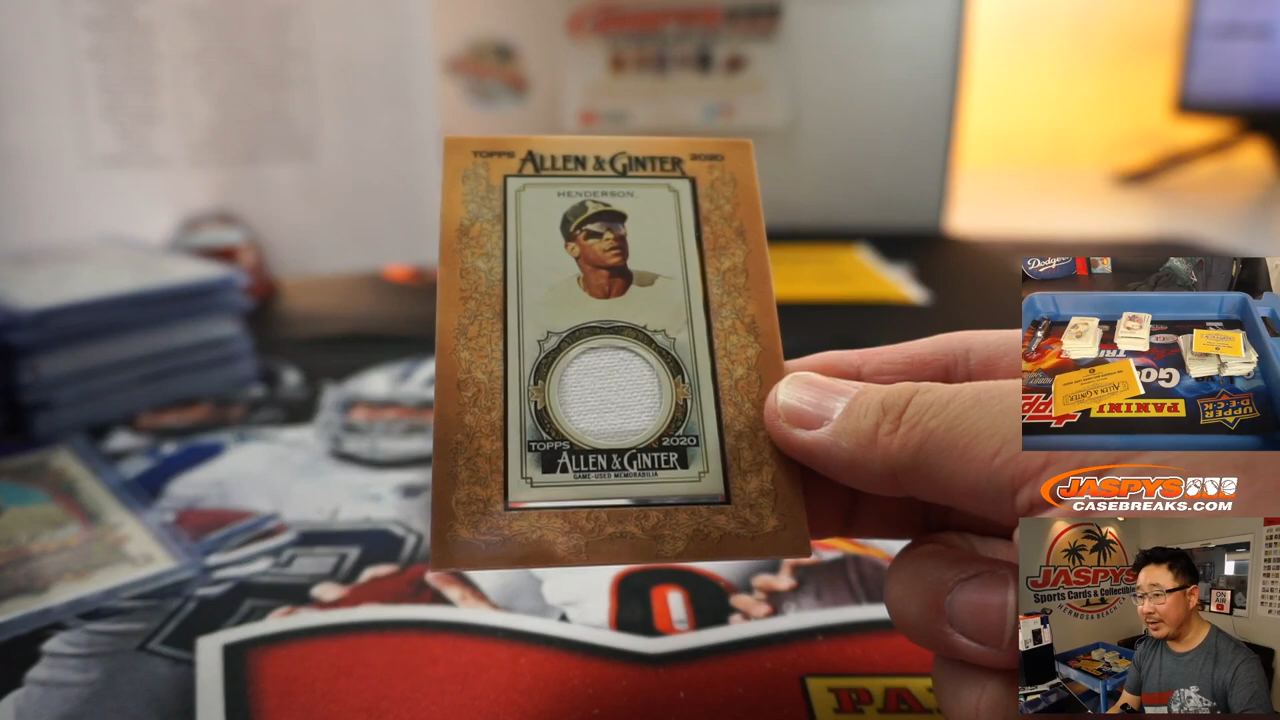 TOPPS ALLEN & GINTER 2020
HENDERSON
TOPPS 2020
ALLEN & GINTER
GAME-USED MEMORABILIA
PA
Dodgers
ALLEN & GINTER
PANINI
UPPER
DECK
JASPYS
CASEBREAKS.COM
JASPYS
Sports Cards & Collectibles
HERMOSA BEACH
ON
AIR